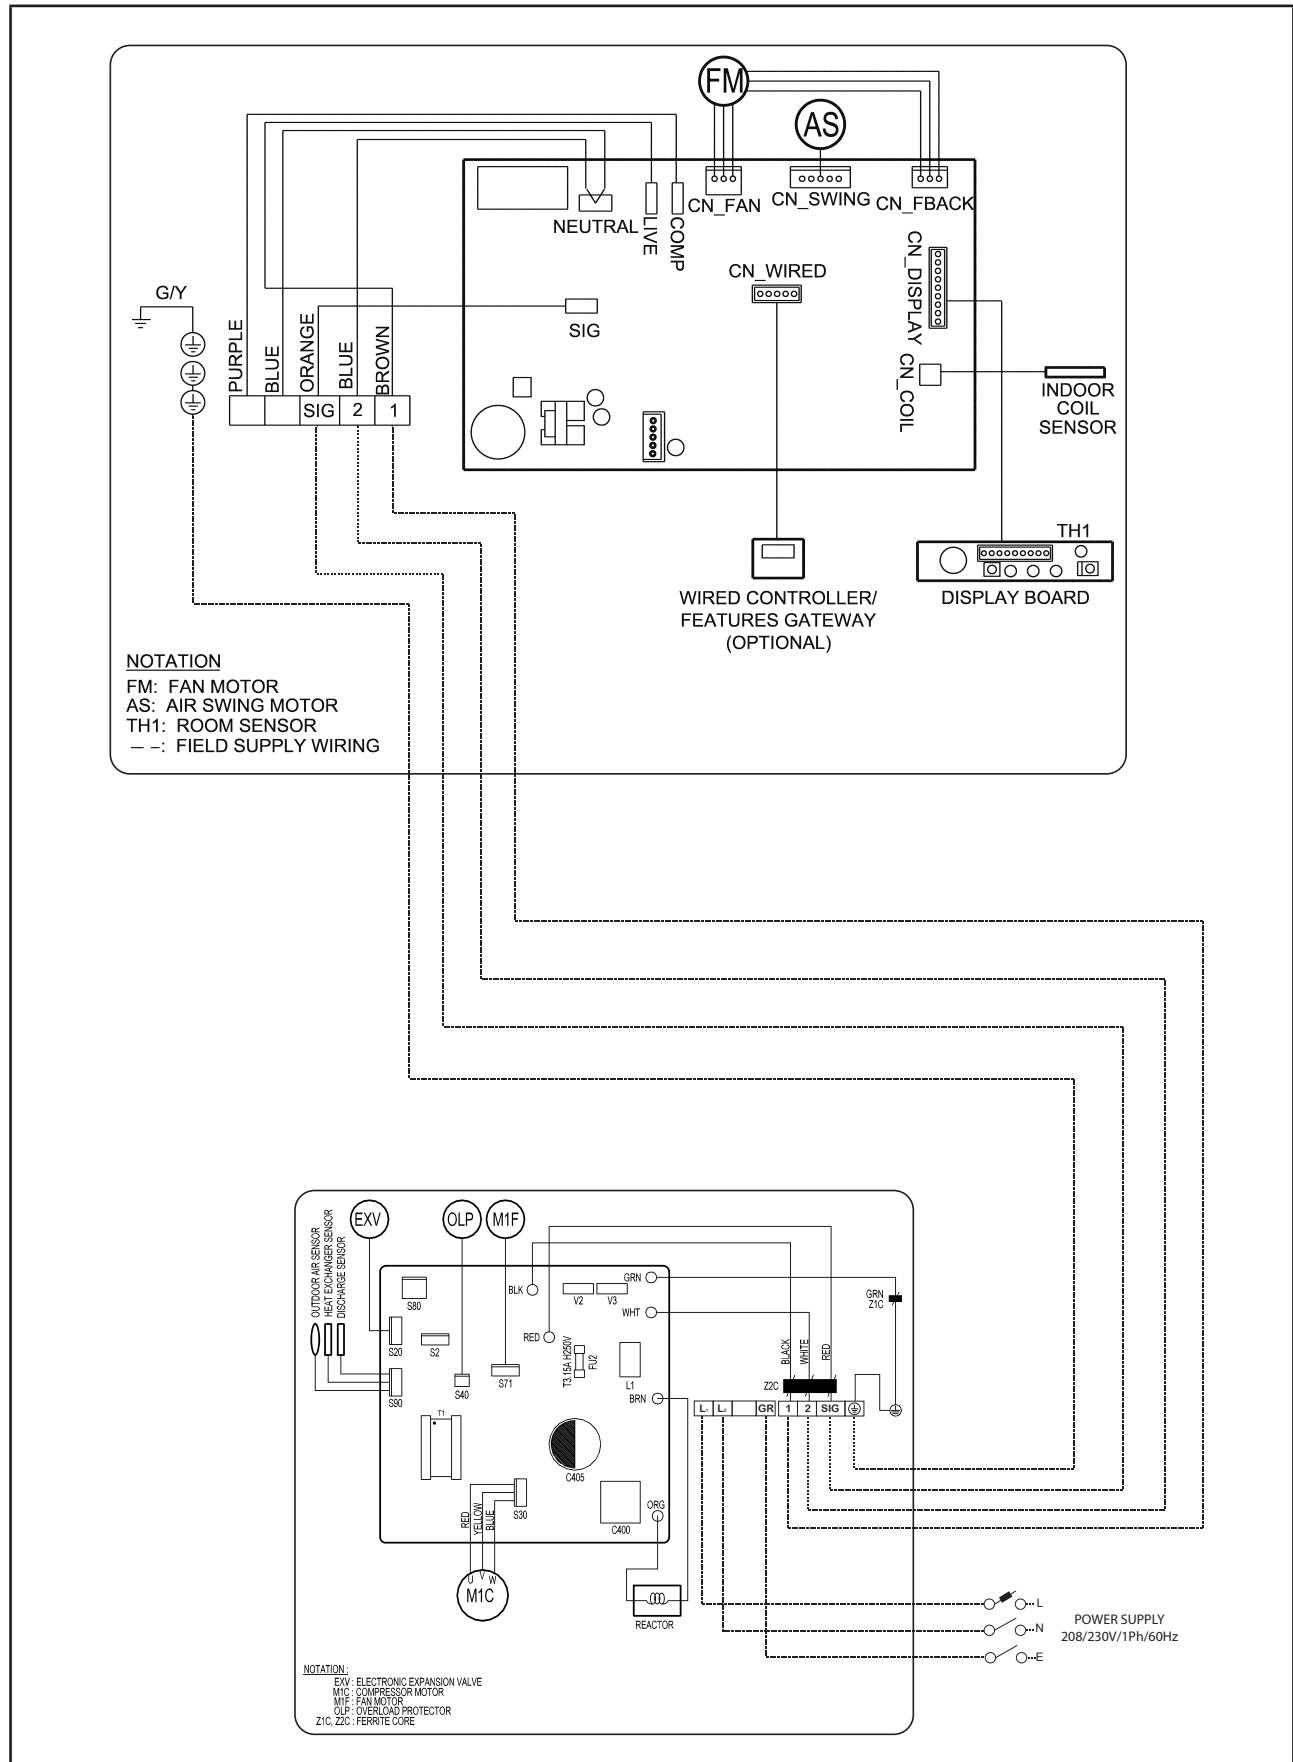 FM
AS
CN_FAN
CN_SWING
CN_FBACK
NEUTRAL
LIVE
COMP
CN_WIRED
CN_DISPLAY
G/Y
SIG
PURPLE
BLUE
ORANGE
BLUE
BROWN
CN_COIL
INDOOR
COIL
SENSOR
SIG 2 1
TH1
WIRED CONTROLLER/
FEATURES GATEWAY
(OPTIONAL)
DISPLAY BOARD
NOTATION
FM: FAN MOTOR
AS: AIR SWING MOTOR
TH1: ROOM SENSOR
– –: FIELD SUPPLY WIRING
EXV
OLP
M1F
OUTDOOR AIR SENSOR
HEAT EXCHANGER SENSOR
DISCHARGE SENSOR
BLK
GRN
V2
V3
S80
WHT
GRN
Z1C
RED
S20
S2
T3.15A H250V
FU2
BLACK
WHITE
RED
S90
S40
S71
L1
Z2C
BRN
T1
L1 L2 GR 1 2 SIG
C405
RED
YELLOW
BLUE
S30
C400
ORG
U V W
M1C
REACTOR
L
N
E
POWER SUPPLY
208/230V/1Ph/60Hz
NOTATION :
EXV : ELECTRONIC EXPANSION VALVE
M1C : COMPRESSOR MOTOR
M1F : FAN MOTOR
OLP : OVERLOAD PROTECTOR
Z1C, Z2C : FERRITE CORE